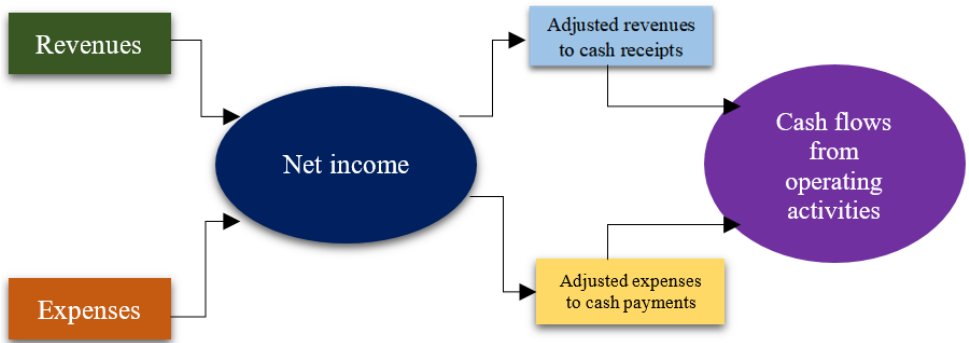 Revenues
Expenses
Net income
Adjusted revenues
to cash receipts
Adjusted expenses
to cash payments
Cash flows
from
operating
activities